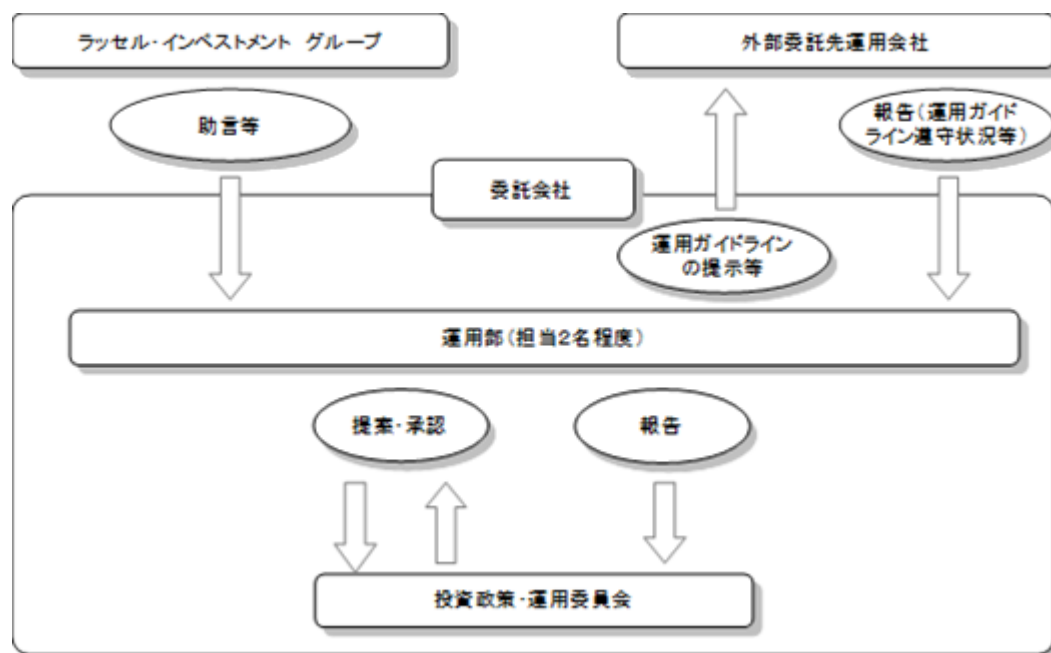 ラッセル・インベストメント グループ
外部委託先運用会社
助言等
報告（運用ガイド
ライン遵守状況等）
委託会社
運用ガイドライン
の提示等
運用部（担当２名程度）
提案・承認
報告
投資政策・運用委員会